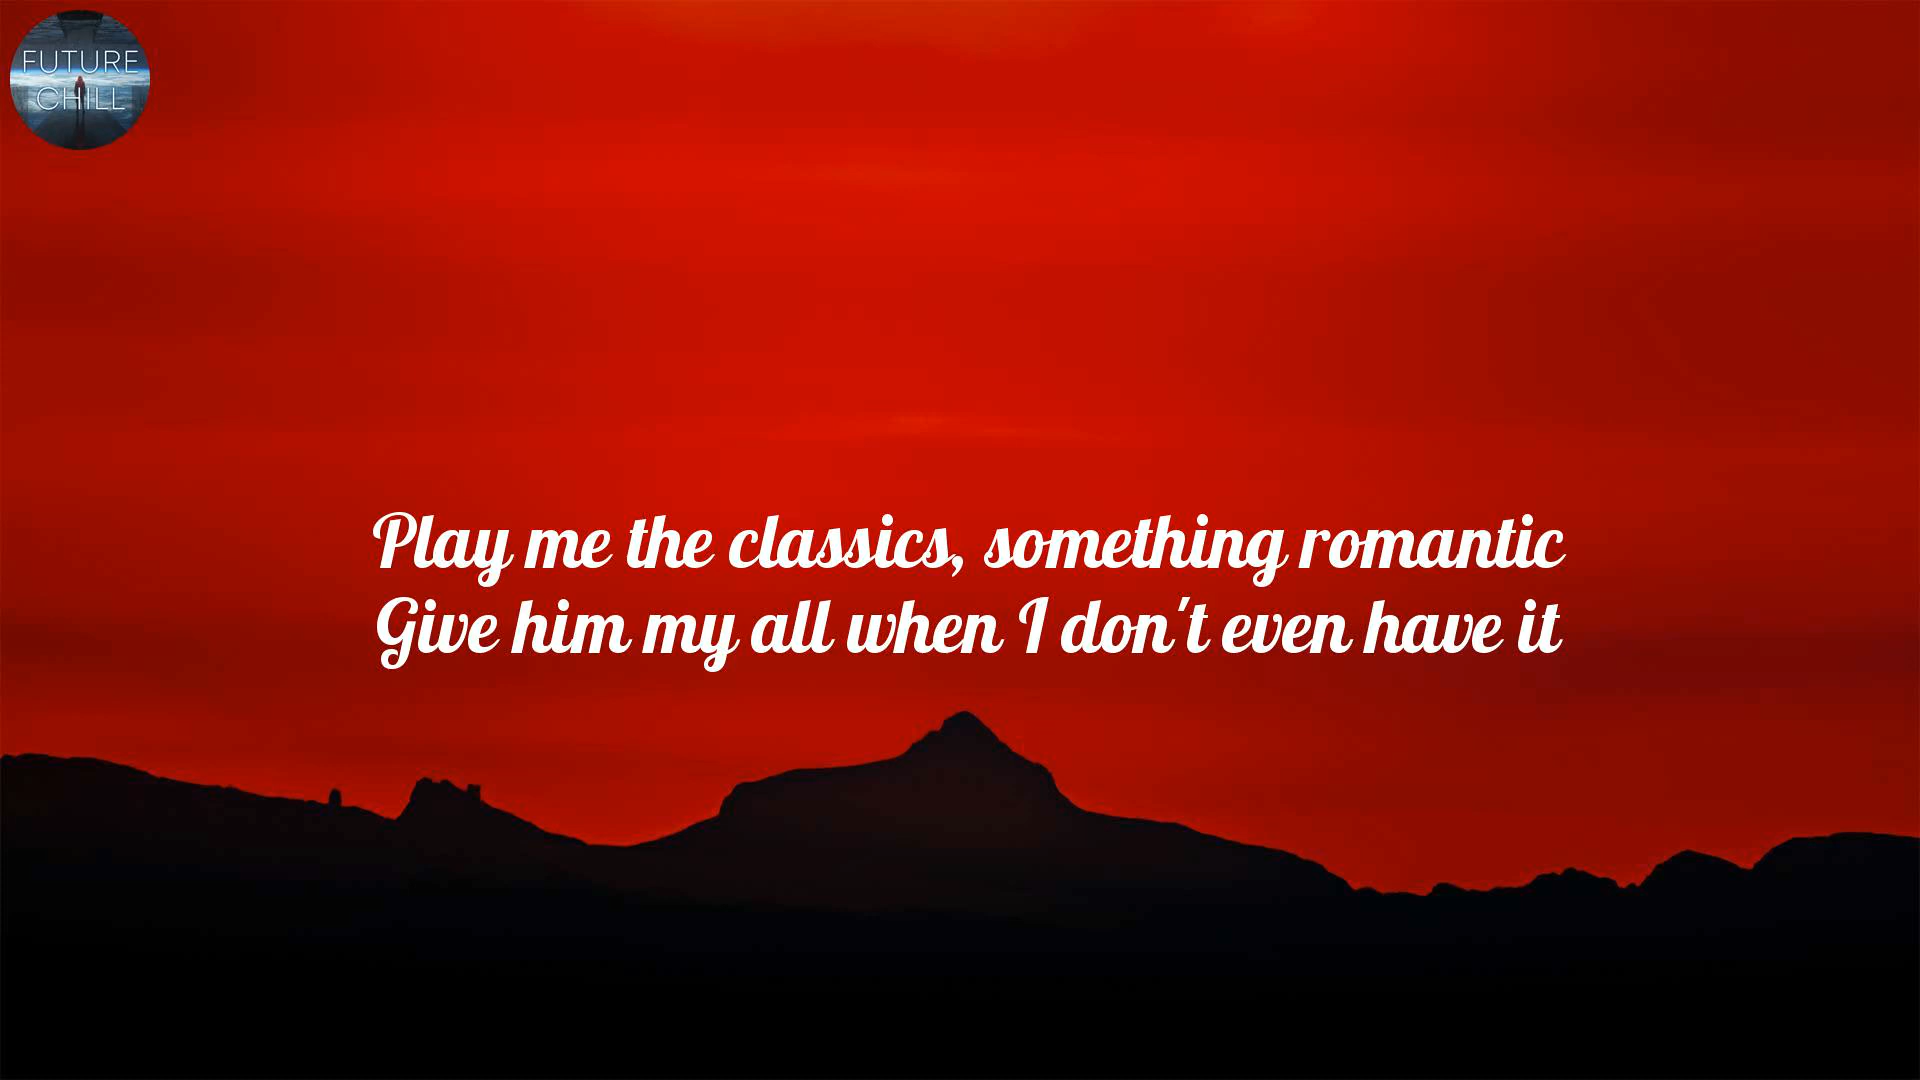 FUTURE
CHILL
Play me the classics, something romantic
Give him my all when I don't even have it